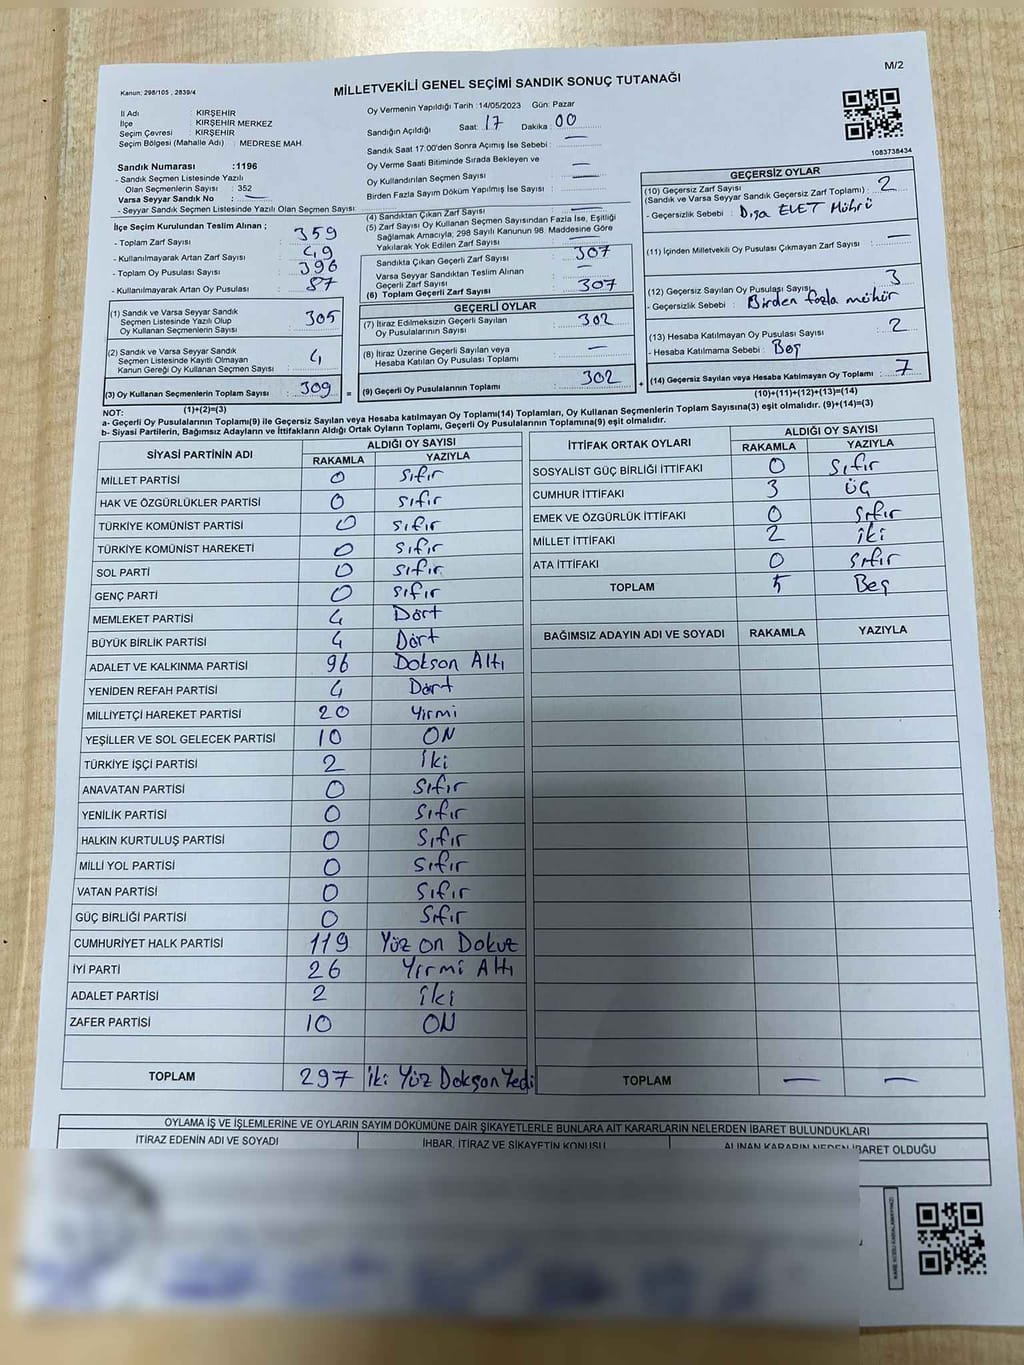 M/2
Kanun; 298/105 , 2839/4
MİLLETVEKİLİ GENEL SEÇİMİ SANDIK SONUÇ TUTANAĞI
İl Adı : KIRŞEHİR
İlçe : KIRŞEHİR MERKEZ
Seçim Çevresi : KIRŞEHİR
Seçim Bölgesi (Mahalle Adı) : MEDRESE MAH.
Sandık Numarası :1196
- Sandık Seçmen Listesinde Yazılı
Olan Seçmenlerin Sayısı : 352
Varsa Seyyar Sandık No : —
- Seyyar Sandık Seçmen Listesinde Yazılı Olan Seçmen Sayısı:
Oy Vermenin Yapıldığı Tarih :14/05/2023 Gün: Pazar
Sandığın Açıldığı Saat: 17 Dakika : 00
Sandık Saat 17.00'den Sonra Açımış İse Sebebi : —
Oy Verme Saati Bitiminde Sırada Bekleyen ve
Oy Kullandırılan Seçmen Sayısı : —
Birden Fazla Sayım Döküm Yapılmış İse Sayısı : —
1083738434
İlçe Seçim Kurulundan Teslim Alınan ;
- Toplam Zarf Sayısı : 359
- Kullanılmayarak Artan Zarf Sayısı : 49
- Toplam Oy Pusulası Sayısı : 396
- Kullanılmayarak Artan Oy Pusulası : 87
(1) Sandık ve Varsa Seyyar Sandık
Seçmen Listesinde Yazılı Olup
Oy Kullanan Seçmenlerin Sayısı : 305
(2) Sandık ve Varsa Seyyar Sandık
Seçmen Listesinde Kayıtlı Olmayan
Kanun Gereği Oy Kullanan Seçmen Sayısı : 4
(3) Oy Kullanan Seçmenlerin Toplam Sayısı : 309
(1)+(2)=(3)
(4) Sandıktan Çıkan Zarf Sayısı : —
(5) Zarf Sayısı Oy Kullanan Seçmen Sayısından Fazla İse, Eşitliği
Sağlamak Amacıyla; 298 Sayılı Kanunun 98. Maddesine Göre
Yakılarak Yok Edilen Zarf Sayısı : —
Sandıkta Çıkan Geçerli Zarf Sayısı : 307
Varsa Seyyar Sandıktan Teslim Alınan
Geçerli Zarf Sayısı : —
(6) Toplam Geçerli Zarf Sayısı : 307
GEÇERLİ OYLAR
(7) İtiraz Edilmeksizin Geçerli Sayılan
Oy Pusulalarının Sayısı : 302
(8) İtiraz Üzerine Geçerli Sayılan veya
Hesaba Katılan Oy Pusulası Toplamı : —
= (9) Geçerli Oy Pusulalarının Toplamı : 302 +
GEÇERSİZ OYLAR
(10) Geçersiz Zarf Sayısı
(Sandık ve Varsa Seyyar Sandık Geçersiz Zarf Toplamı) : 2
- Geçersizlik Sebebi : Dışa EVET Mührü
(11) İçinden Milletvekili Oy Pusulası Çıkmayan Zarf Sayısı : —
(12) Geçersiz Sayılan Oy Pusulası Sayısı : 3
- Geçersizlik Sebebi : Birden fazla mühür
(13) Hesaba Katılmayan Oy Pusulası Sayısı : 2
- Hesaba Katılmama Sebebi : Boş
(14) Geçersiz Sayılan veya Hesaba Katılmayan Oy Toplamı : 7
(10)+(11)+(12)+(13)=(14)
NOT:
a- Geçerli Oy Pusulalarının Toplamı(9) ile Geçersiz Sayılan veya Hesaba katılmayan Oy Toplamı(14) Toplamları, Oy Kullanan Seçmenlerin Toplam Sayısına(3) eşit olmalıdır. (9)+(14)=(3)
b- Siyasi Partilerin, Bağımsız Adayların ve İttifakların Aldığı Ortak Oyların Toplamı, Geçerli Oy Pusulalarının Toplamına(9) eşit olmalıdır.
SİYASİ PARTİNİN ADI ALDIĞI OY SAYISI
RAKAMLA YAZIYLA
MİLLET PARTİSİ 0 Sıfır
HAK VE ÖZGÜRLÜKLER PARTİSİ 0 Sıfır
TÜRKİYE KOMÜNİST PARTİSİ 0 Sıfır
TÜRKİYE KOMÜNİST HAREKETİ 0 Sıfır
SOL PARTİ 0 Sıfır
GENÇ PARTİ 0 Sıfır
MEMLEKET PARTİSİ 4 Dört
BÜYÜK BİRLİK PARTİSİ 4 Dört
ADALET VE KALKINMA PARTİSİ 96 Dokson Altı
YENİDEN REFAH PARTİSİ 4 Dört
MİLLİYETÇİ HAREKET PARTİSİ 20 Yirmi
YEŞİLLER VE SOL GELECEK PARTİSİ 10 ON
TÜRKİYE İŞÇİ PARTİSİ 2 İki
ANAVATAN PARTİSİ 0 Sıfır
YENİLİK PARTİSİ 0 Sıfır
HALKIN KURTULUŞ PARTİSİ 0 Sıfır
MİLLİ YOL PARTİSİ 0 Sıfır
VATAN PARTİSİ 0 Sıfır
GÜÇ BİRLİĞİ PARTİSİ 0 Sıfır
CUMHURİYET HALK PARTİSİ 119 Yüz on Dokuz
İYİ PARTİ 26 Yirmi Altı
ADALET PARTİSİ 2 iki
ZAFER PARTİSİ 10 ON
TOPLAM 297 İki Yüz Dokson Yedi
İTTİFAK ORTAK OYLARI ALDIĞI OY SAYISI
RAKAMLA YAZIYLA
SOSYALİST GÜÇ BİRLİĞİ İTTİFAKI 0 Sıfır
CUMHUR İTTİFAKI 3 ÜÇ
EMEK VE ÖZGÜRLÜK İTTİFAKI 0 Sıfır
MİLLET İTTİFAKI 2 İki
ATA İTTİFAKI 0 Sıfır
TOPLAM 5 Beş
BAĞIMSIZ ADAYIN ADI VE SOYADI RAKAMLA YAZIYLA
TOPLAM — —
OYLAMA İŞ VE İŞLEMLERİNE VE OYLARIN SAYIM DÖKÜMÜNE DAİR ŞİKAYETLERLE BUNLARA AİT KARARLARIN NELERDEN İBARET BULUNDUKLARI
İTİRAZ EDENİN ADI VE SOYADI İHBAR, İTİRAZ VE ŞİKAYETİN KONUSU ALINAN KARARIN NEDEN İBARET OLDUĞU